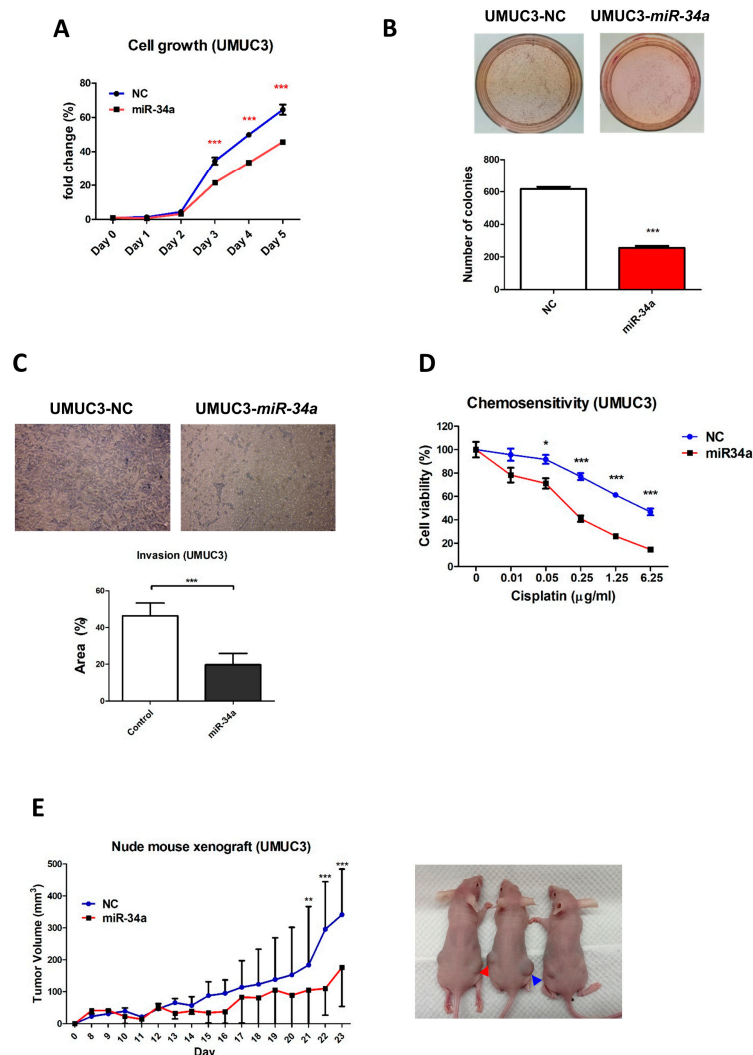 A
Cell growth (UMUC3)
fold change (%)
80
60
40
20
0
NC
miR-34a
***
***
***
Day 0
Day 1
Day 2
Day 3
Day 4
Day 5
B
UMUC3-NC
UMUC3-miR-34a
Number of colonies
800
600
400
200
0
***
NC
miR-34a
C
UMUC3-NC
UMUC3-miR-34a
Invasion (UMUC3)
Area (%)
60
40
20
0
***
Control
miR-34a
D
Chemosensitivity (UMUC3)
Cell viability (%)
120
100
80
60
40
20
0
NC
miR34a
*
***
***
***
0
0.01
0.05
0.25
1.25
6.25
Cisplatin (μg/ml)
E
Nude mouse xenograft (UMUC3)
Tumor Volume (mm³)
500
400
300
200
100
0
NC
miR-34a
**
***
***
0
8
9
10
11
12
13
14
15
16
17
18
19
20
21
22
23
Day